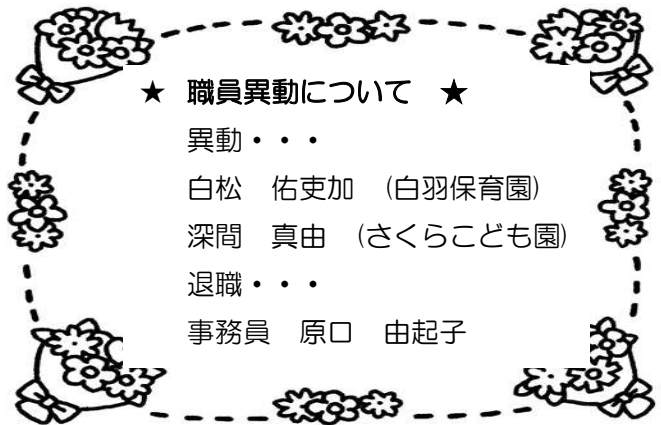 ★ 職員異動について ★
異動・・・
白松 佑吏加 (白羽保育園)
深間 真由 (さくらこども園)
退職・・・
事務員 原口 由起子